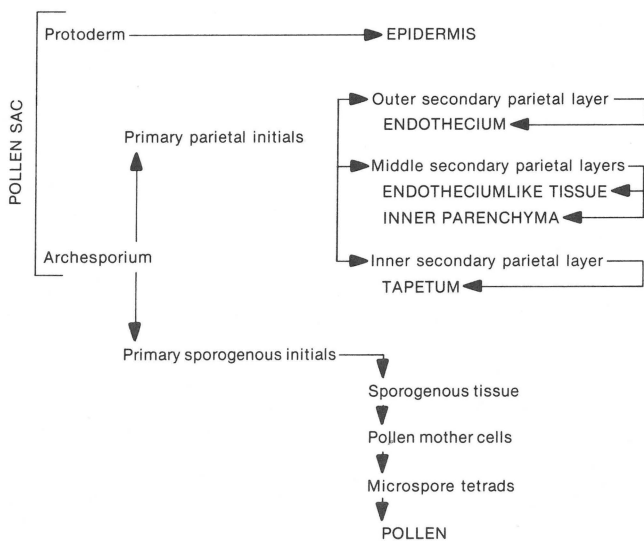 POLLEN SAC
Protoderm
EPIDERMIS
Outer secondary parietal layer
ENDOTHECIUM
Primary parietal initials
Middle secondary parietal layers
ENDOTHECIUMLIKE TISSUE
INNER PARENCHYMA
Archesporium
Inner secondary parietal layer
TAPETUM
Primary sporogenous initials
Sporogenous tissue
Pollen mother cells
Microspore tetrads
POLLEN